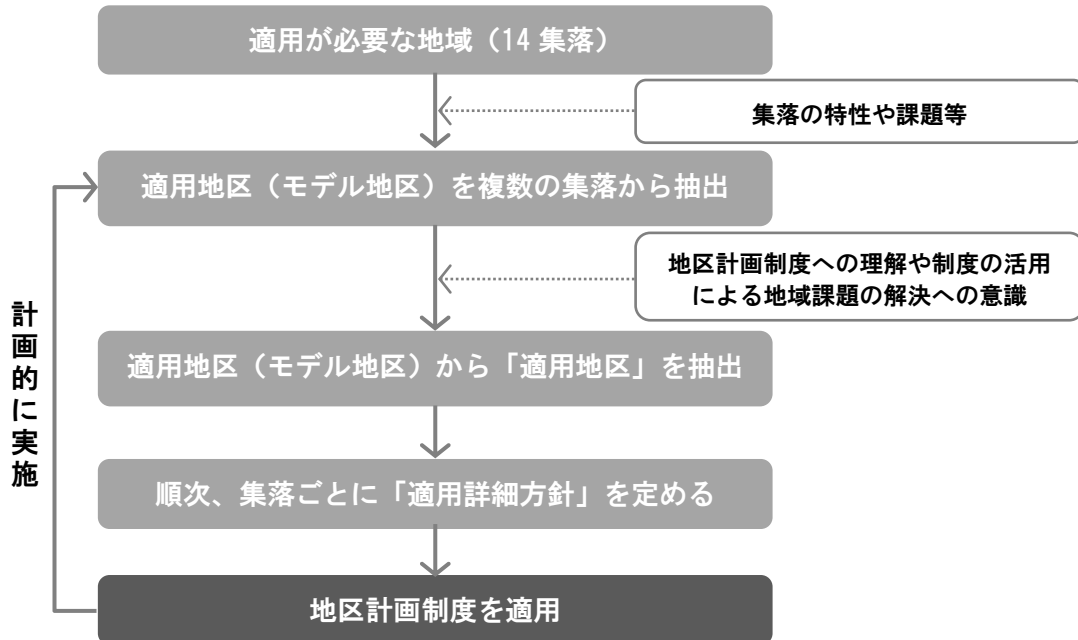 適用が必要な地域（14 集落）
集落の特性や課題等
適用地区（モデル地区）を複数の集落から抽出
地区計画制度への理解や制度の活用
による地域課題の解決への意識
適用地区（モデル地区）から「適用地区」を抽出
順次、集落ごとに「適用詳細方針」を定める
地区計画制度を適用
計画的に実施